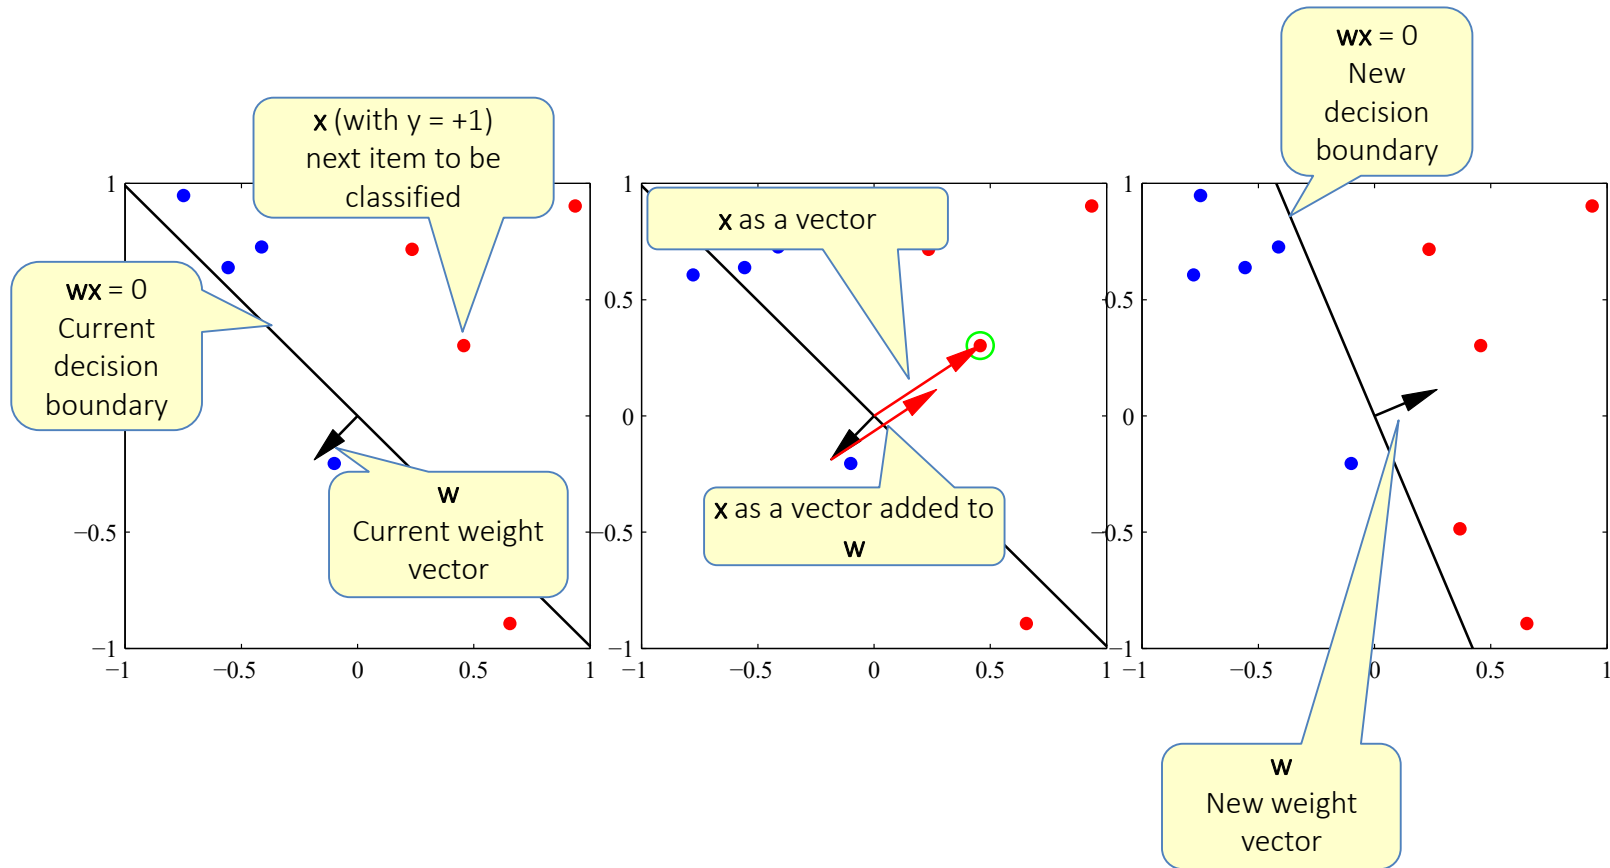 wx = 0
New
decision
boundary
x (with y = +1)
next item to be
classified
x as a vector
wx = 0
Current
decision
boundary
w
Current weight
vector
x as a vector added to
w
w
New weight
vector
1
0.5
0
−0.5
−1
−1
−0.5
0
0.5
1
1
0.5
0
−0.5
−1
−1
−0.5
0
0.5
1
1
0.5
0
−0.5
−1
−1
−0.5
0
0.5
1